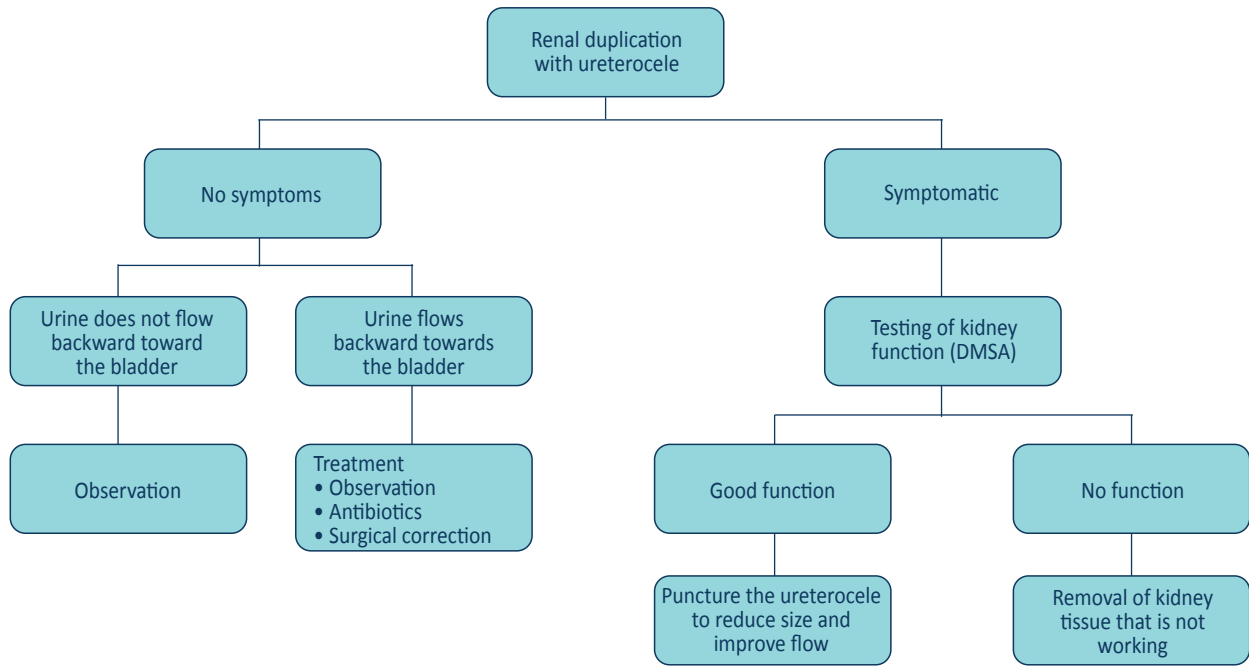 Renal duplication
with ureterocele
No symptoms
Symptomatic
Urine does not flow
backward toward
the bladder
Urine flows
backward towards
the bladder
Testing of kidney
function (DMSA)
Observation
Treatment
• Observation
• Antibiotics
• Surgical correction
Good function
No function
Puncture the ureterocele
to reduce size and
improve flow
Removal of kidney
tissue that is not
working